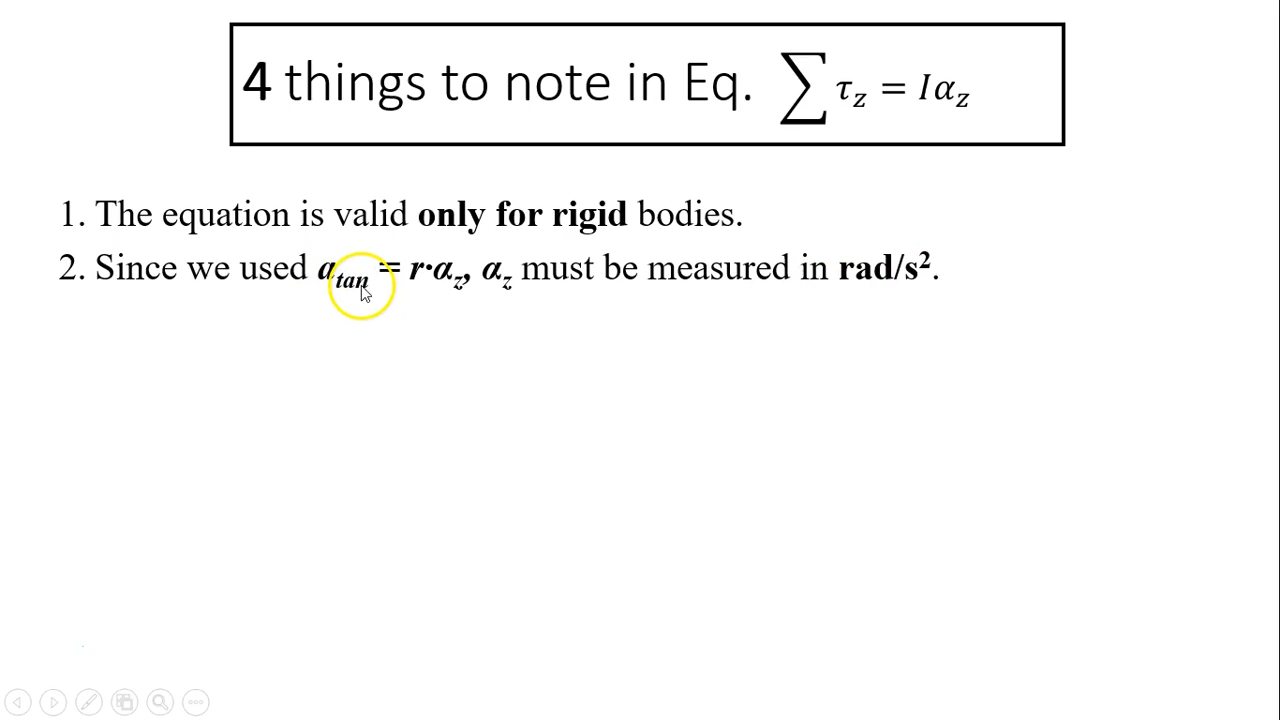 4 things to note in Eq. ∑ τz = Iαz
1. The equation is valid only for rigid bodies.
2. Since we used atan = r·αz, αz must be measured in rad/s².